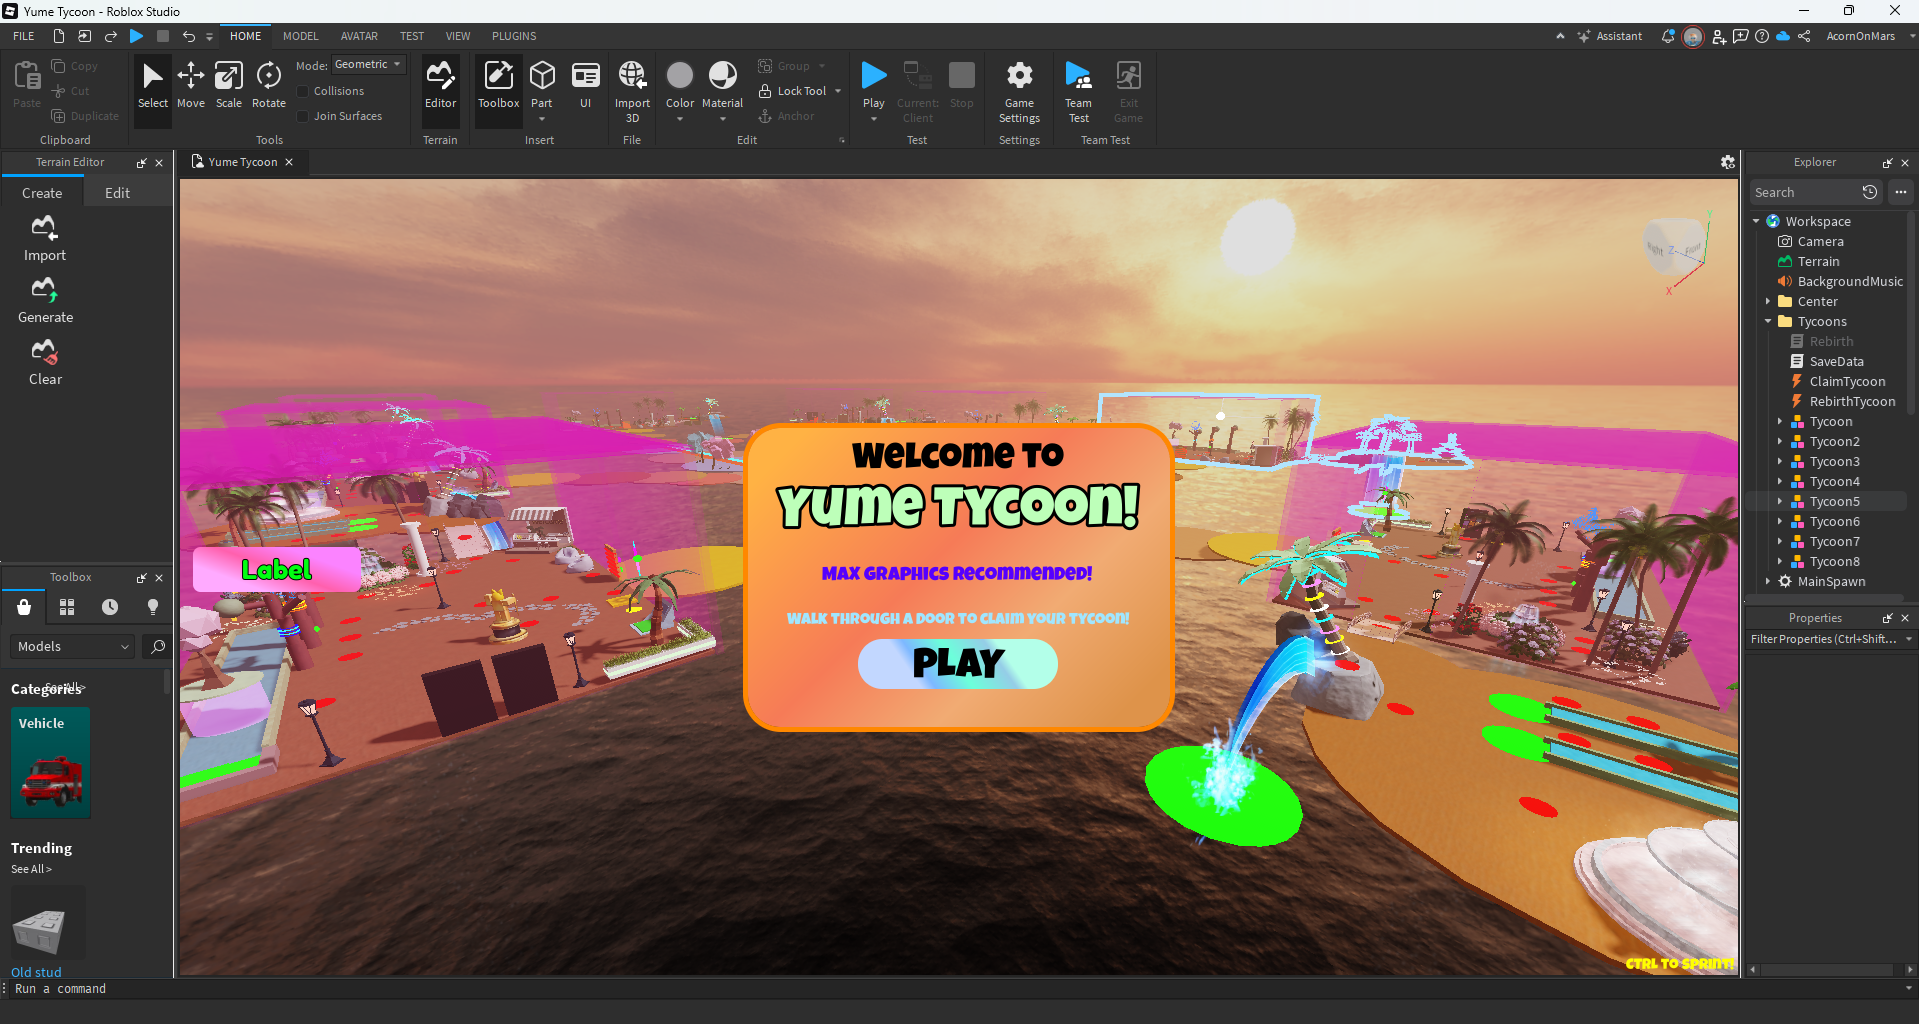 Yume Tycoon - Roblox Studio
FILE
HOME
MODEL
AVATAR
TEST
VIEW
PLUGINS
Assistant
AcornOnMars
Paste
Copy
Cut
Duplicate
Clipboard
Select
Move
Scale
Rotate
Mode: Geometric
Collisions
Join Surfaces
Tools
Editor
Terrain
Toolbox
Part
UI
Insert
Import
3D
File
Color
Material
Group
Lock Tool
Anchor
Edit
Play
Current:
Client
Stop
Test
Game
Settings
Settings
Team
Test
Exit
Game
Team Test
Terrain Editor
Create
Edit
Import
Generate
Clear
Toolbox
Models
Categories
See All >
Vehicle
Trending
See All >
Old stud
Yume Tycoon
Label
Welcome to
Yume Tycoon!
MAX GRAPHICS Recommended!
Walk through a door to claim your tycoon!
PLAY
CTRL to Sprint!
Right
Front
Y
Z
X
Explorer
Search
Workspace
Camera
Terrain
BackgroundMusic
Center
Tycoons
Rebirth
SaveData
ClaimTycoon
RebirthTycoon
Tycoon
Tycoon2
Tycoon3
Tycoon4
Tycoon5
Tycoon6
Tycoon7
Tycoon8
MainSpawn
Properties
Filter Properties (Ctrl+Shift...
Run a command